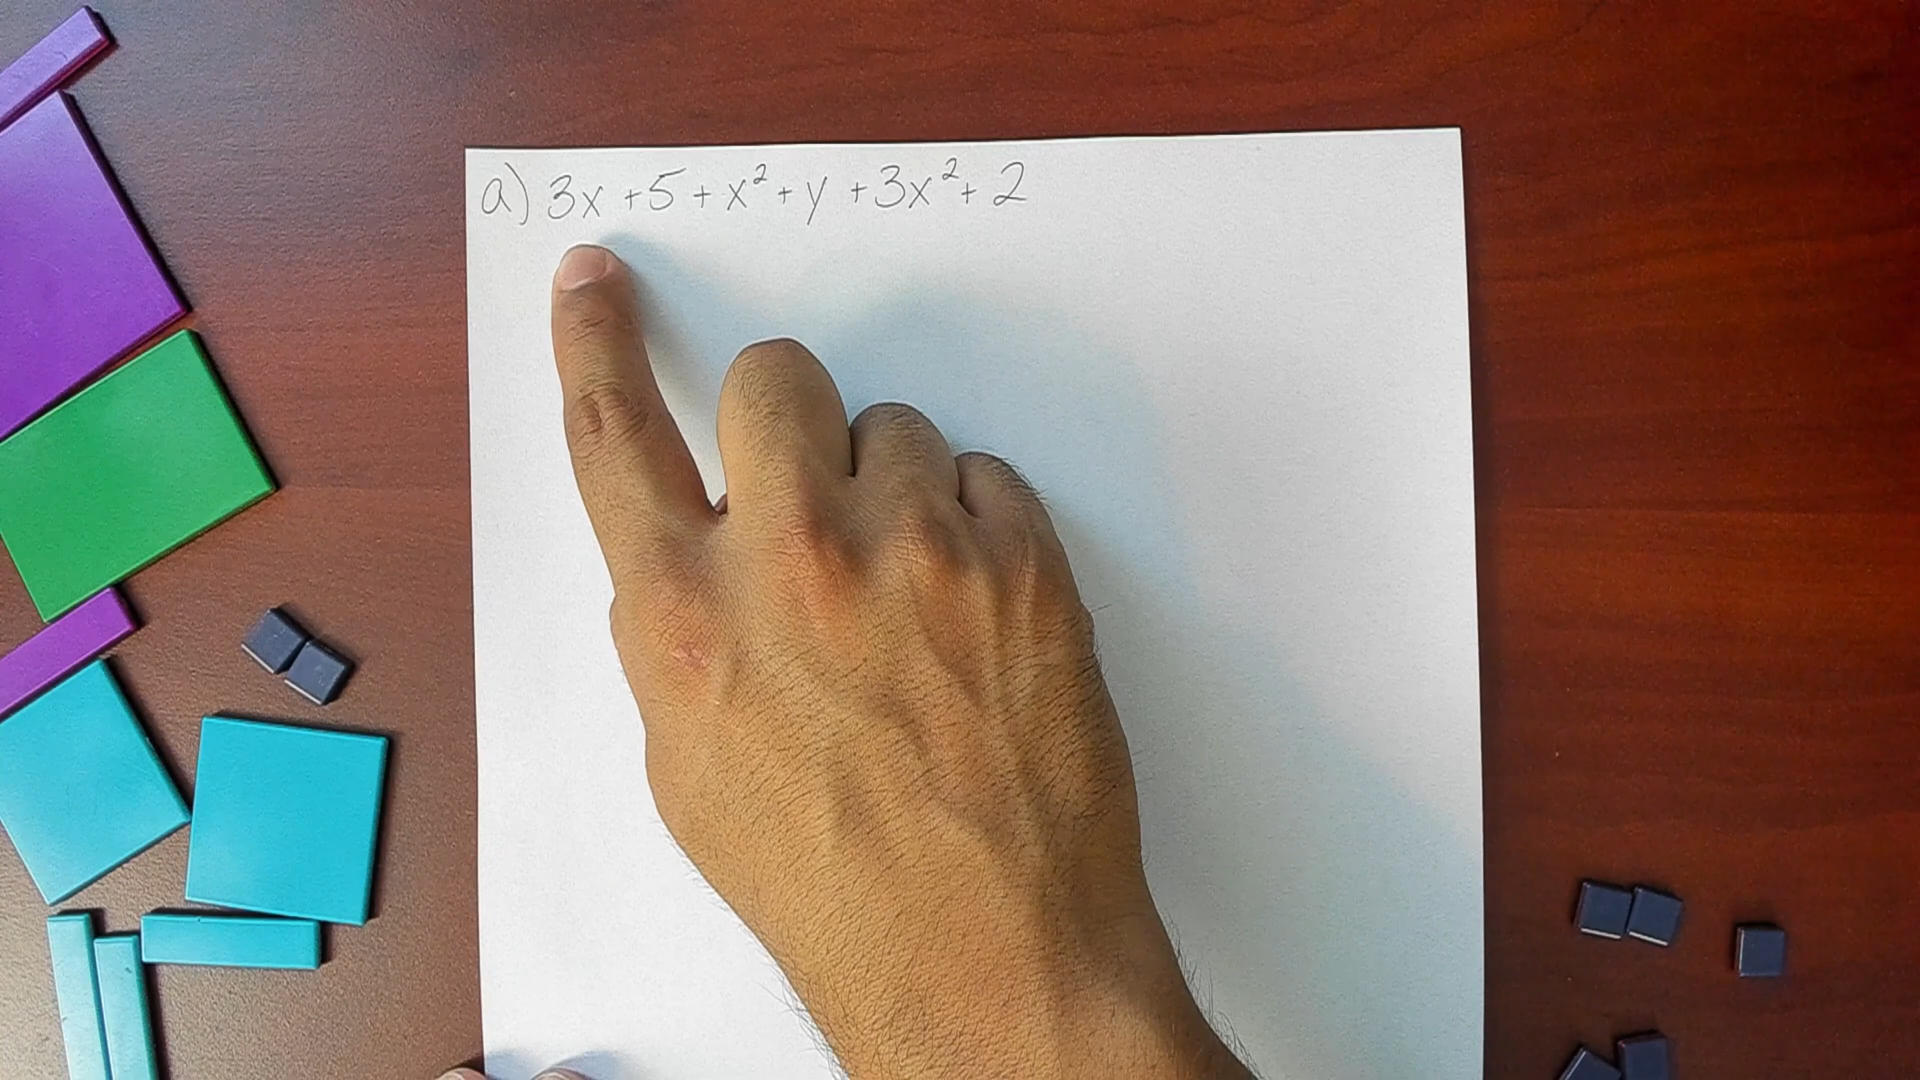 a) 3x + 5 + x² + y + 3x² + 2